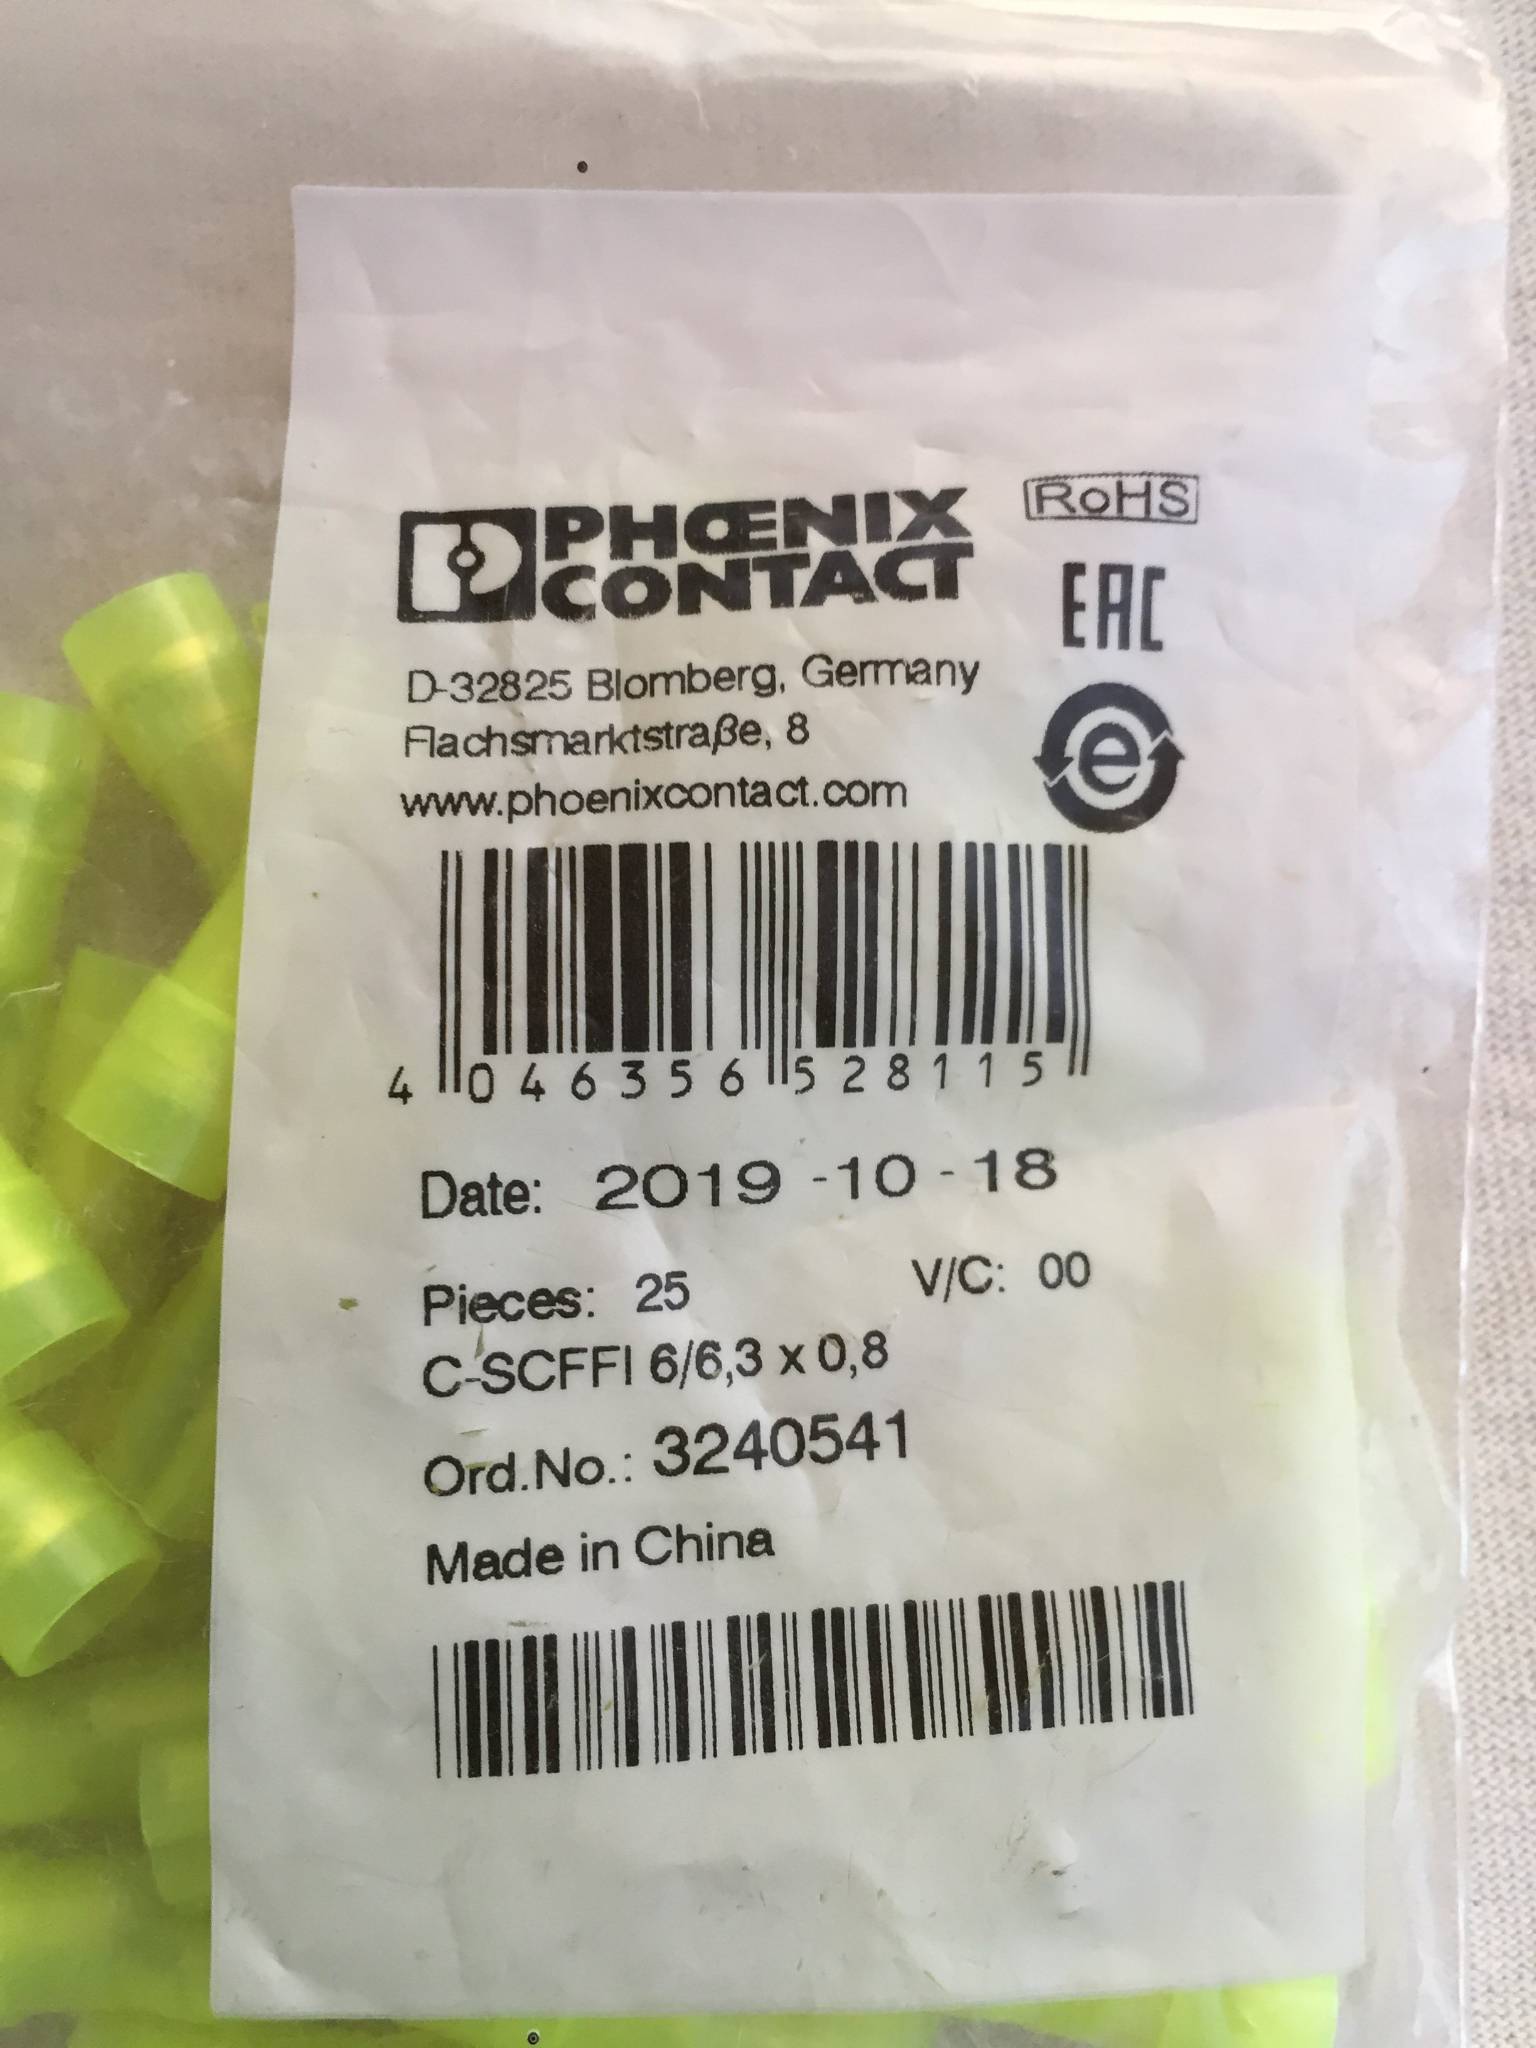 PHŒNIX
CONTACT
RoHS
EAC
D-32825 Blomberg, Germany
Flachsmarktstraße, 8
www.phoenixcontact.com
e
4 046356 528115
Date: 2019 -10 -18
Pieces: 25 V/C: 00
C-SCFFI 6/6,3 x 0,8
Ord.No.: 3240541
Made in China